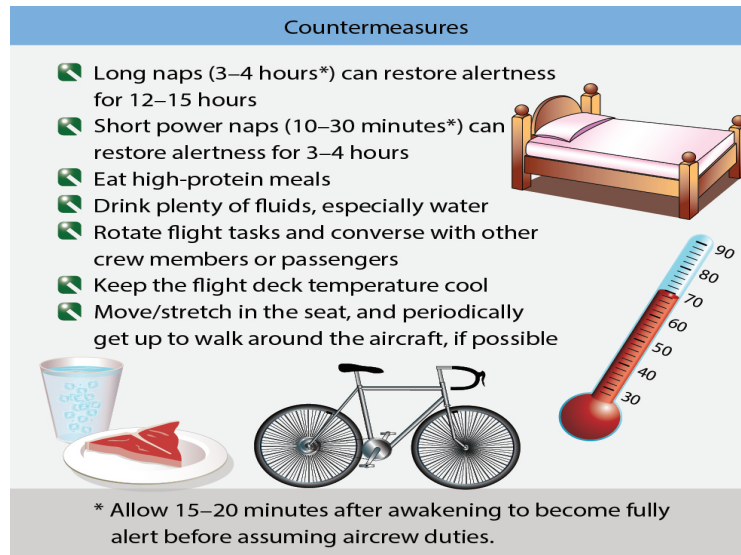 Countermeasures
Long naps (3–4 hours*) can restore alertness
for 12–15 hours
Short power naps (10–30 minutes*) can
restore alertness for 3–4 hours
Eat high-protein meals
Drink plenty of fluids, especially water
Rotate flight tasks and converse with other
crew members or passengers
Keep the flight deck temperature cool
Move/stretch in the seat, and periodically
get up to walk around the aircraft, if possible
90
80
70
60
50
40
30
* Allow 15–20 minutes after awakening to become fully
alert before assuming aircrew duties.